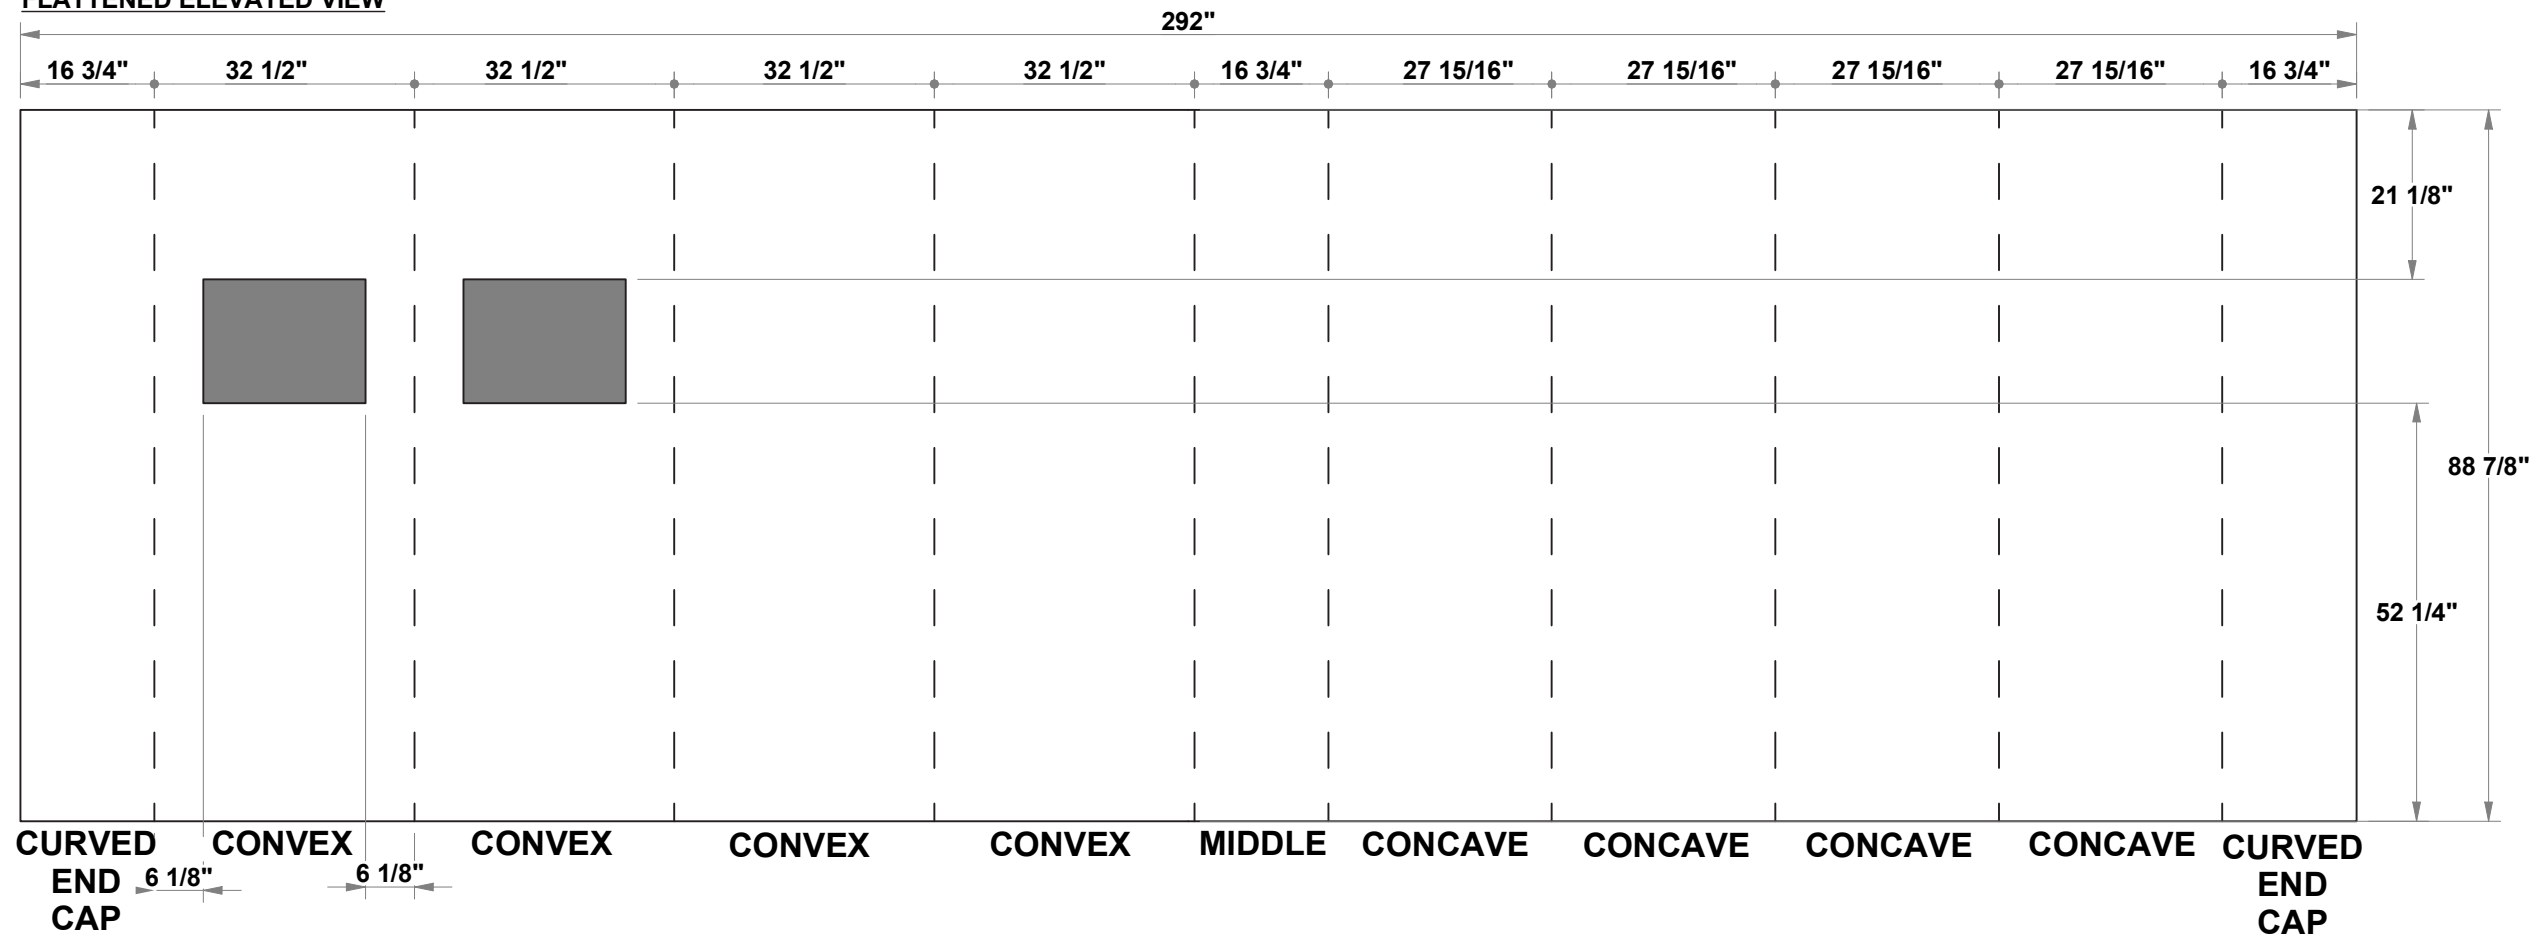 FLATTENED ELEVATED VIEW
292"
16 3/4" 32 1/2" 32 1/2" 32 1/2" 32 1/2" 16 3/4" 27 15/16" 27 15/16" 27 15/16" 27 15/16" 16 3/4"
21 1/8"
88 7/8"
52 1/4"
CURVED END CAP
CONVEX
CONVEX
CONVEX
CONVEX
MIDDLE
CONCAVE
CONCAVE
CONCAVE
CONCAVE
CURVED END CAP
6 1/8" 6 1/8"